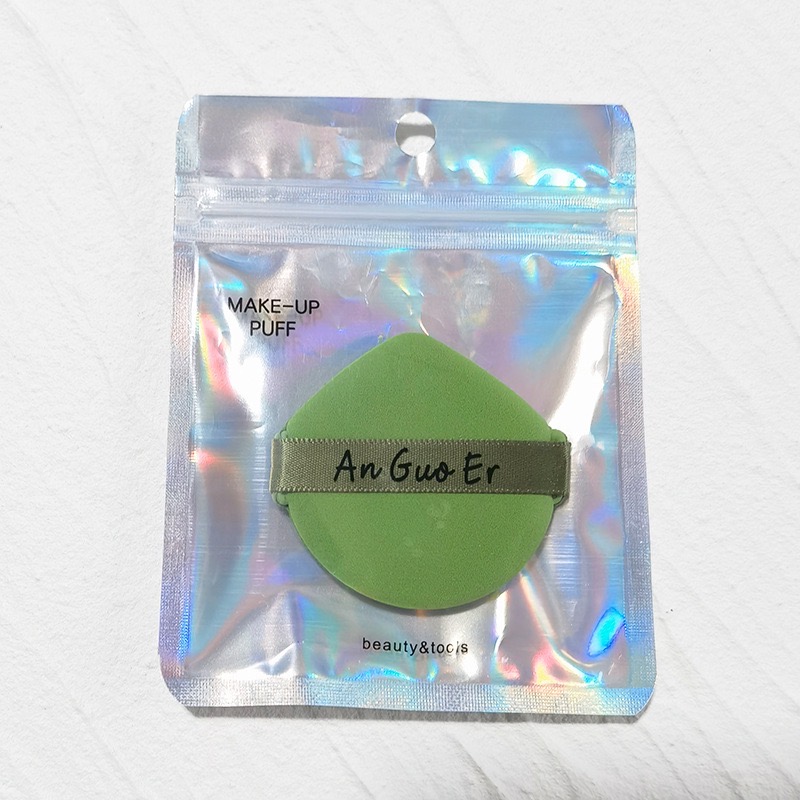 MAKE-UP
PUFF
An Guo Er
beauty&tools